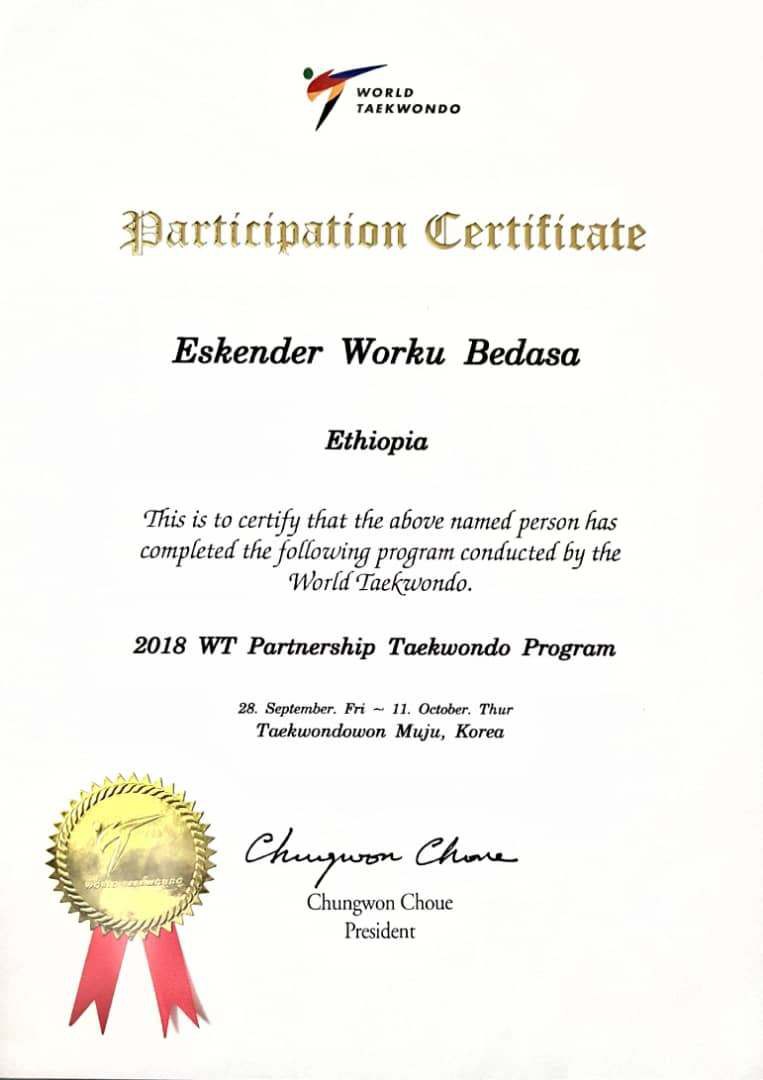 WORLD
TAEKWONDO
Participation Certificate
Eskender Worku Bedasa
Ethiopia
This is to certify that the above named person has
completed the following program conducted by the
World Taekwondo.
2018 WT Partnership Taekwondo Program
28. September. Fri ~ 11. October. Thur
Taekwondowon Muju, Korea
WORLD TAEKWONDO
Chungwon Choue
Chungwon Choue
President